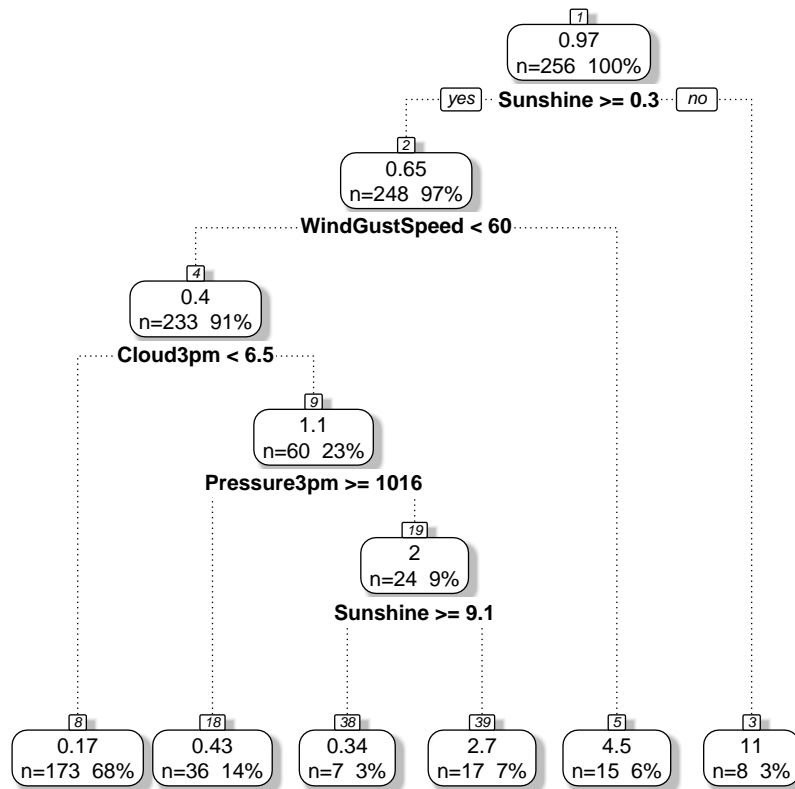 1
0.97
n=256 100%
yes Sunshine >= 0.3 no
2
0.65
n=248 97%
WindGustSpeed < 60
4
0.4
n=233 91%
Cloud3pm < 6.5
9
1.1
n=60 23%
Pressure3pm >= 1016
19
2
n=24 9%
Sunshine >= 9.1
8
0.17
n=173 68%
18
0.43
n=36 14%
38
0.34
n=7 3%
39
2.7
n=17 7%
5
4.5
n=15 6%
3
11
n=8 3%